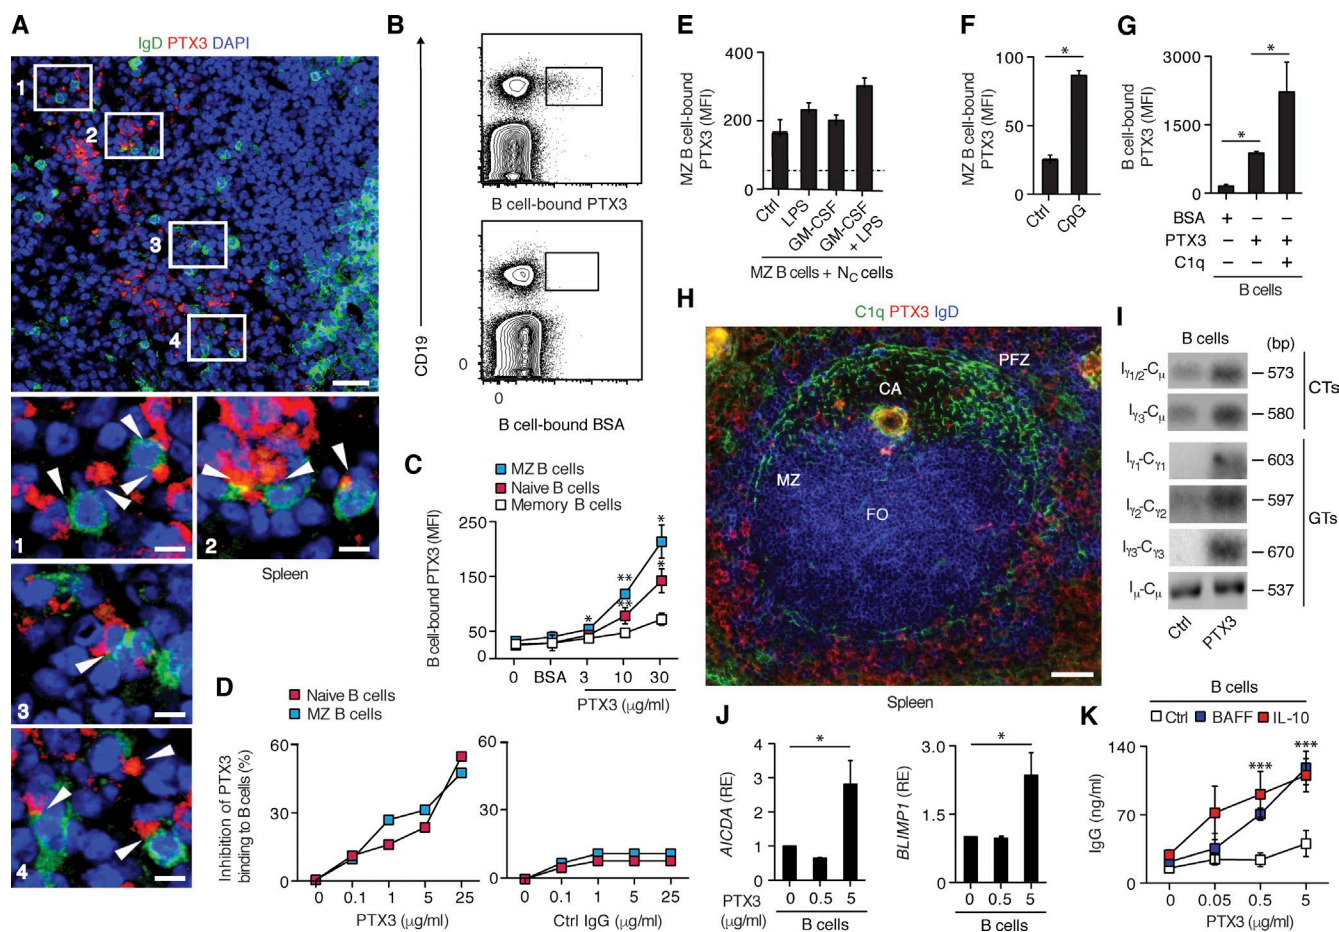 A
IgD PTX3 DAPI
1
2
3
4
1
2
Spleen
3
4
B
CD19
B cell-bound PTX3
0
0
B cell-bound BSA
C
MZ B cells
Naive B cells
Memory B cells
B cell-bound PTX3 (MFI)
250
150
50
0
*
**
**
*
*
0 BSA 3 10 30
PTX3 (μg/ml)
D
Naive B cells
MZ B cells
Inhibition of PTX3
binding to B cells (%)
60
30
0
0 0.1 1 5 25
PTX3 (μg/ml)
60
30
0
0 0.1 1 5 25
Ctrl IgG (μg/ml)
E
MZ B cell-bound
PTX3 (MFI)
400
200
0
Ctrl
LPS
GM-CSF
GM-CSF
+ LPS
MZ B cells + NC cells
F
MZ B cell-bound
PTX3 (MFI)
100
50
0
*
Ctrl
CpG
G
B cell-bound
PTX3 (MFI)
3000
1500
0
*
*
BSA + − −
PTX3 − + +
C1q − − +
B cells
H
C1q PTX3 IgD
PFZ
CA
MZ
FO
Spleen
I
B cells
(bp)
Iγ1/2-Cμ 573
Iγ3-Cμ 580
CTs
Iγ1-Cγ1 603
Iγ2-Cγ2 597
Iγ3-Cγ3 670
Iμ-Cμ 537
GTs
Ctrl
PTX3
J
AICDA (RE)
4
3
2
1
0
*
PTX3
(μg/ml)
0 0.5 5
B cells
BLIMP1 (RE)
3.0
1.5
0
*
0 0.5 5
B cells
K
B cells
Ctrl BAFF IL-10
IgG (ng/ml)
140
70
0
***
***
0 0.05 0.5 5
PTX3 (μg/ml)